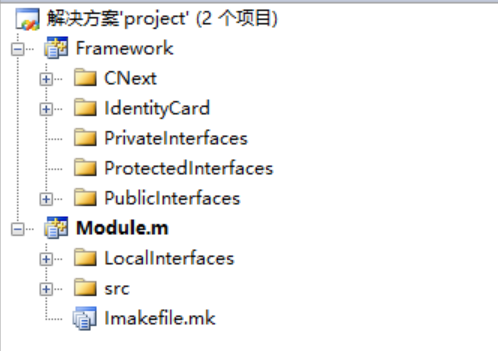 解决方案'project' (2 个项目)
Framework
CNext
IdentityCard
PrivateInterfaces
ProtectedInterfaces
PublicInterfaces
Module.m
LocalInterfaces
src
Imakefile.mk